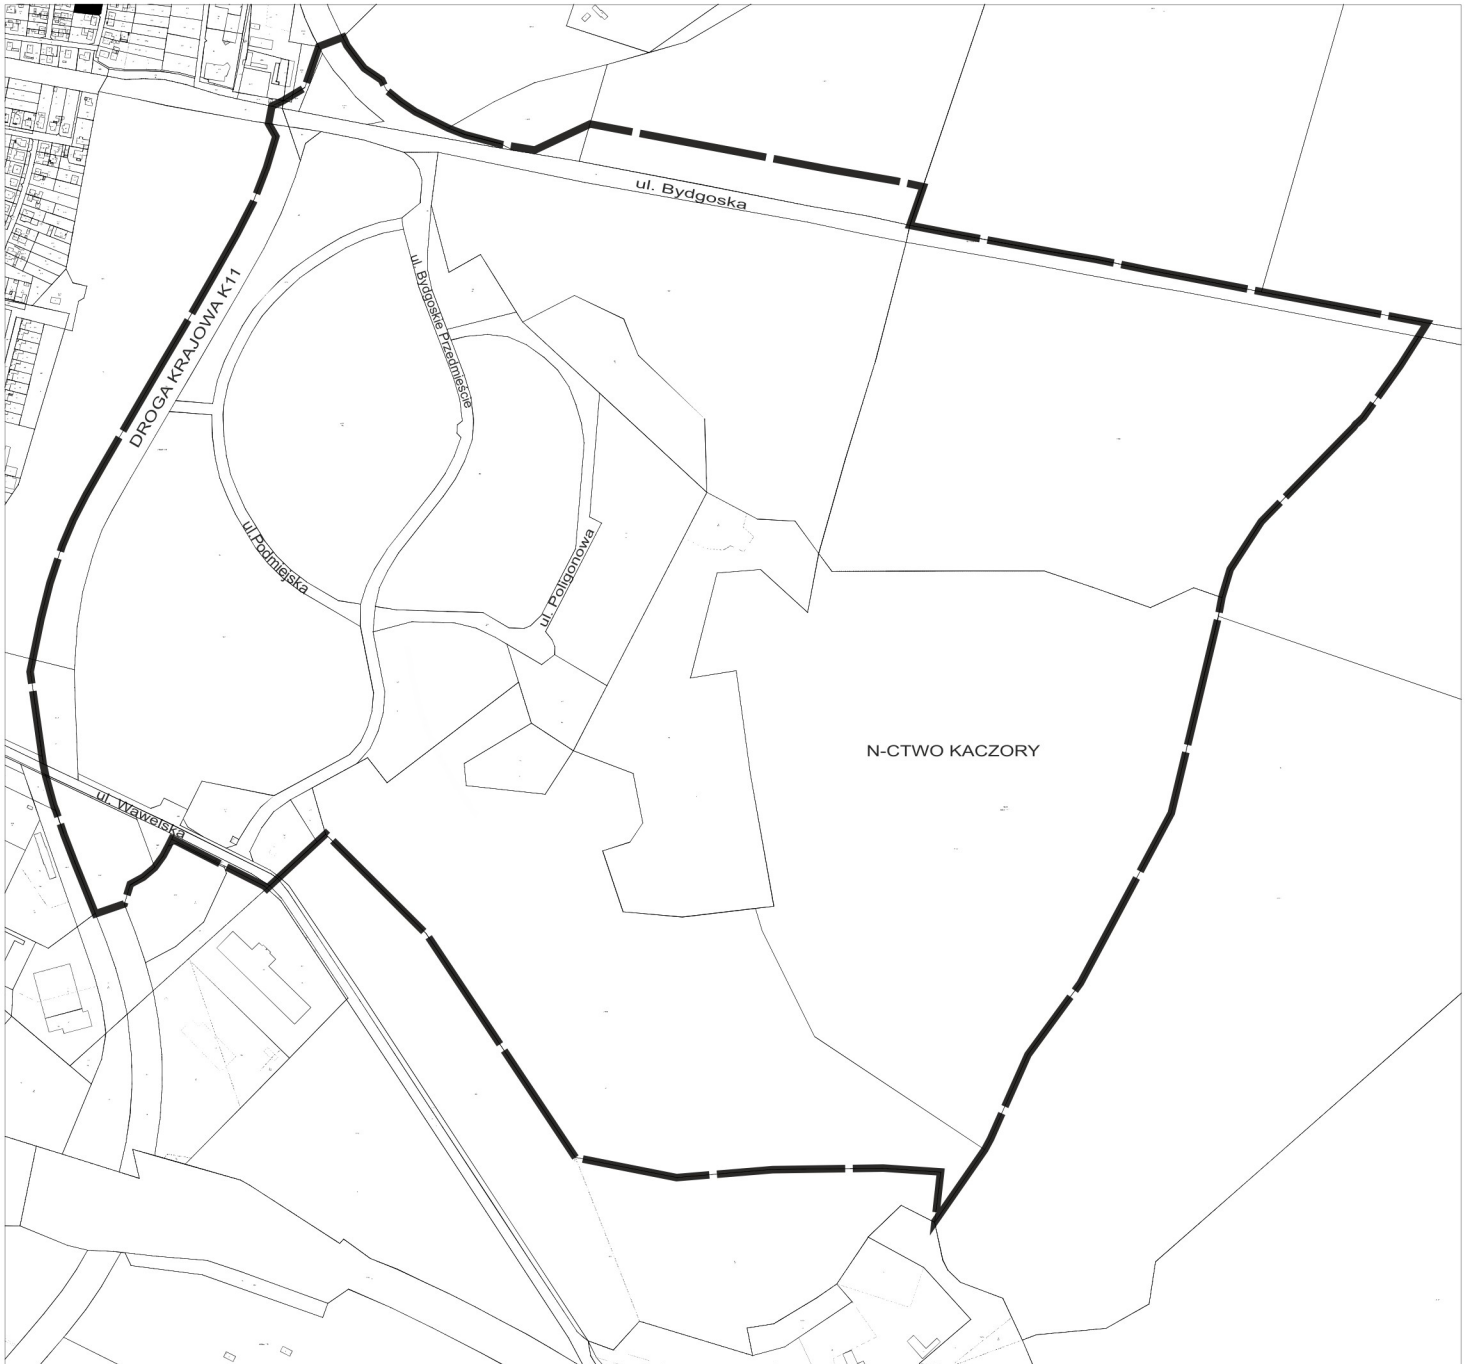 ul. Bydgoska
ul. Bydgoskie Przedmieście
DROGA KRAJOWA K11
ul.Podmiejska
ul. Poligonowa
N-CTWO KACZORY
ul. Wawelska